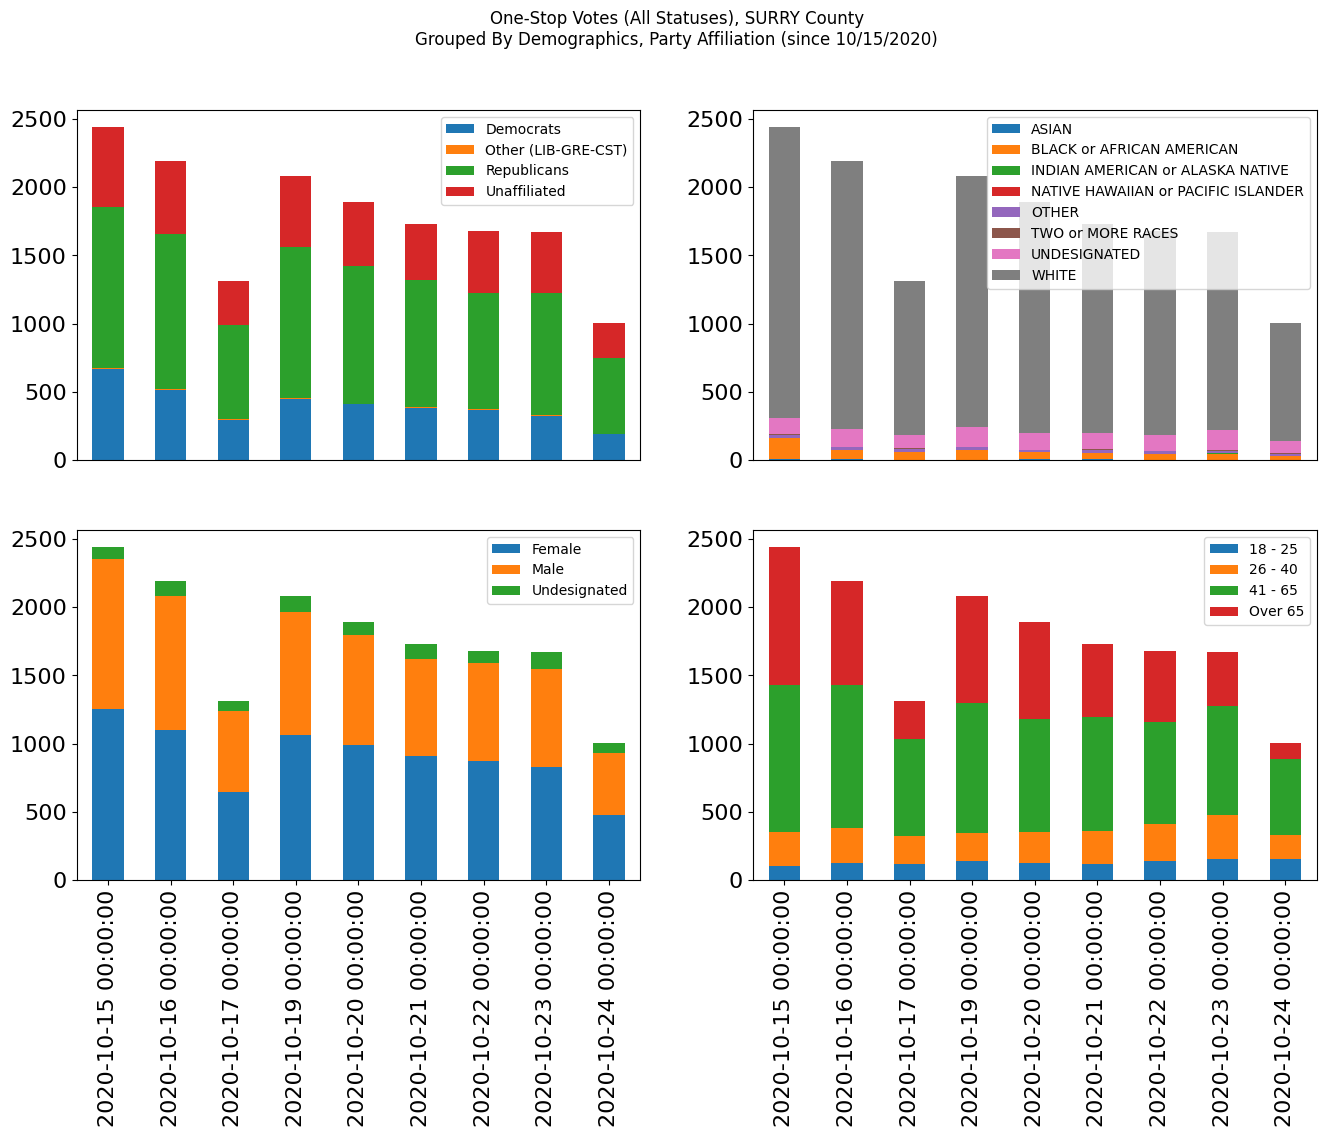 One-Stop Votes (All Statuses), SURRY County
Grouped By Demographics, Party Affiliation (since 10/15/2020)
2500
2000
1500
1000
500
0
Democrats
Other (LIB-GRE-CST)
Republicans
Unaffiliated
2500
2000
1500
1000
500
0
ASIAN
BLACK or AFRICAN AMERICAN
INDIAN AMERICAN or ALASKA NATIVE
NATIVE HAWAIIAN or PACIFIC ISLANDER
OTHER
TWO or MORE RACES
UNDESIGNATED
WHITE
2500
2000
1500
1000
500
0
Female
Male
Undesignated
2020-10-15 00:00:00
2020-10-16 00:00:00
2020-10-17 00:00:00
2020-10-19 00:00:00
2020-10-20 00:00:00
2020-10-21 00:00:00
2020-10-22 00:00:00
2020-10-23 00:00:00
2020-10-24 00:00:00
2500
2000
1500
1000
500
0
18 - 25
26 - 40
41 - 65
Over 65
2020-10-15 00:00:00
2020-10-16 00:00:00
2020-10-17 00:00:00
2020-10-19 00:00:00
2020-10-20 00:00:00
2020-10-21 00:00:00
2020-10-22 00:00:00
2020-10-23 00:00:00
2020-10-24 00:00:00